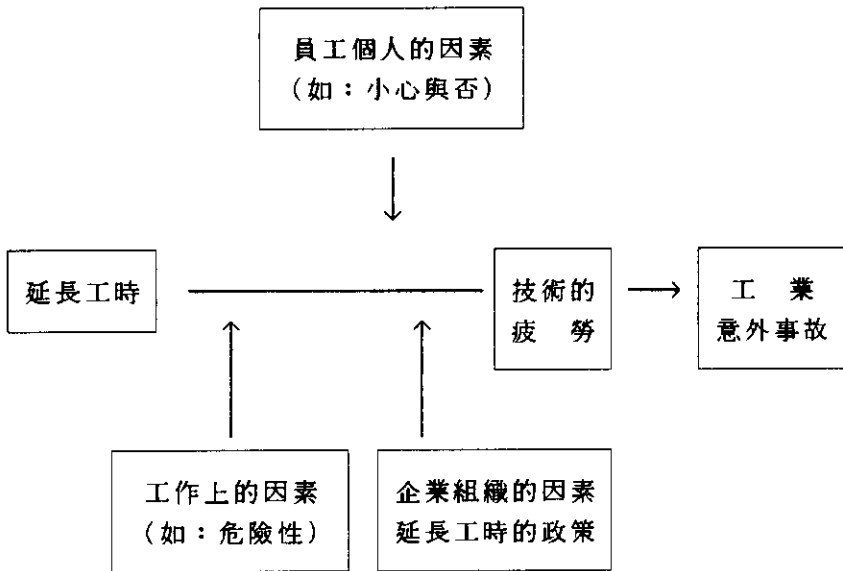 員工個人的因素
(如：小心與否)
延長工時
技術的
疲勞
工業
意外事故
工作上的因素
(如：危險性)
企業組織的因素
延長工時的政策